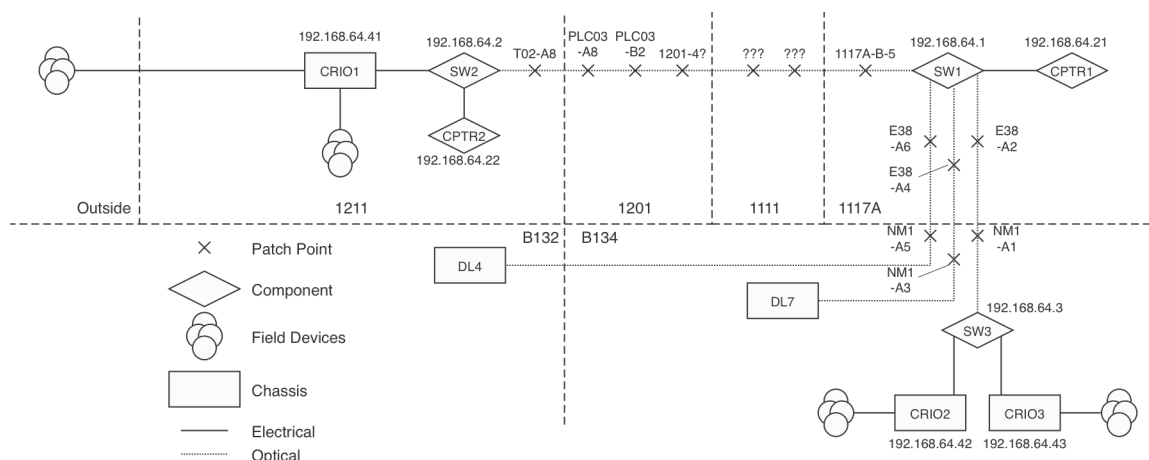 192.168.64.41
192.168.64.2
T02-A8
PLC03
-A8
PLC03
-B2
1201-4?
???
???
1117A-B-5
192.168.64.1
192.168.64.21
CRIO1
SW2
SW1
CPTR1
CPTR2
192.168.64.22
E38
-A6
E38
-A2
E38
-A4
Outside
1211
1201
1111
1117A
B132
B134
NM1
-A5
NM1
-A1
NM1
-A3
DL4
DL7
192.168.64.3
SW3
CRIO2
CRIO3
192.168.64.42
192.168.64.43
Patch Point
Component
Field Devices
Chassis
Electrical
Optical